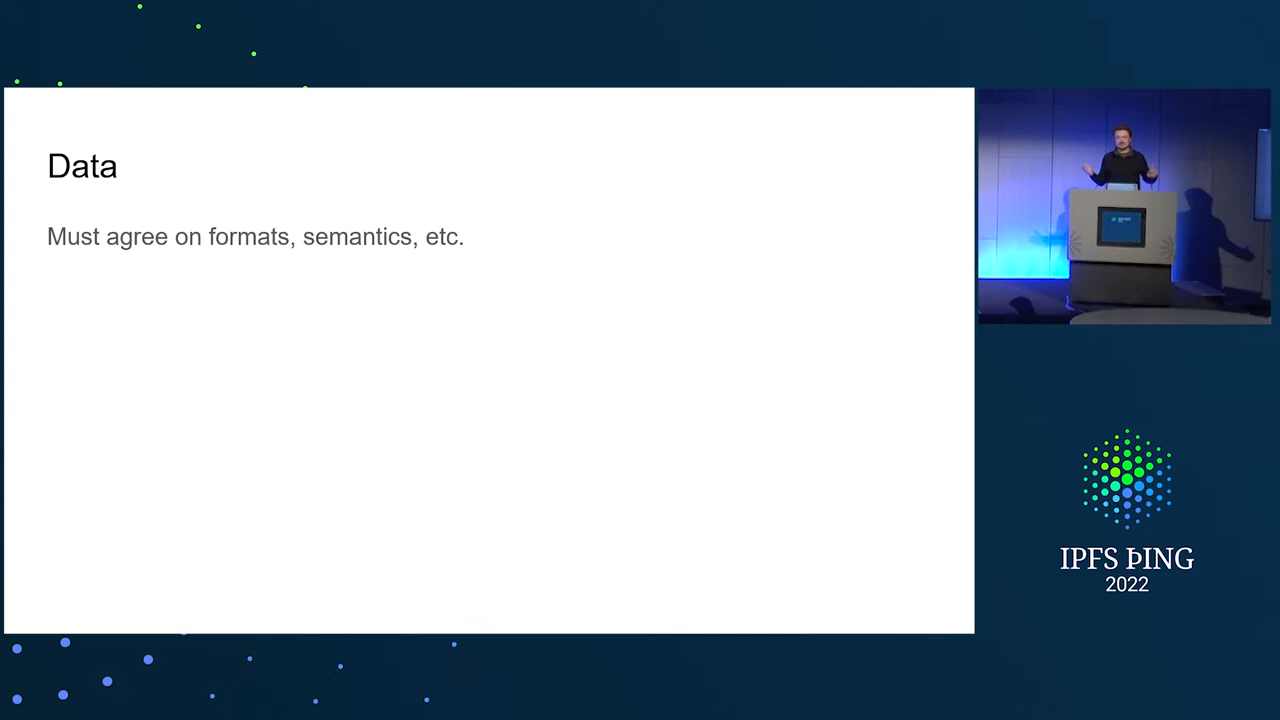 Data
Must agree on formats, semantics, etc.
IPFS ÞING
2022